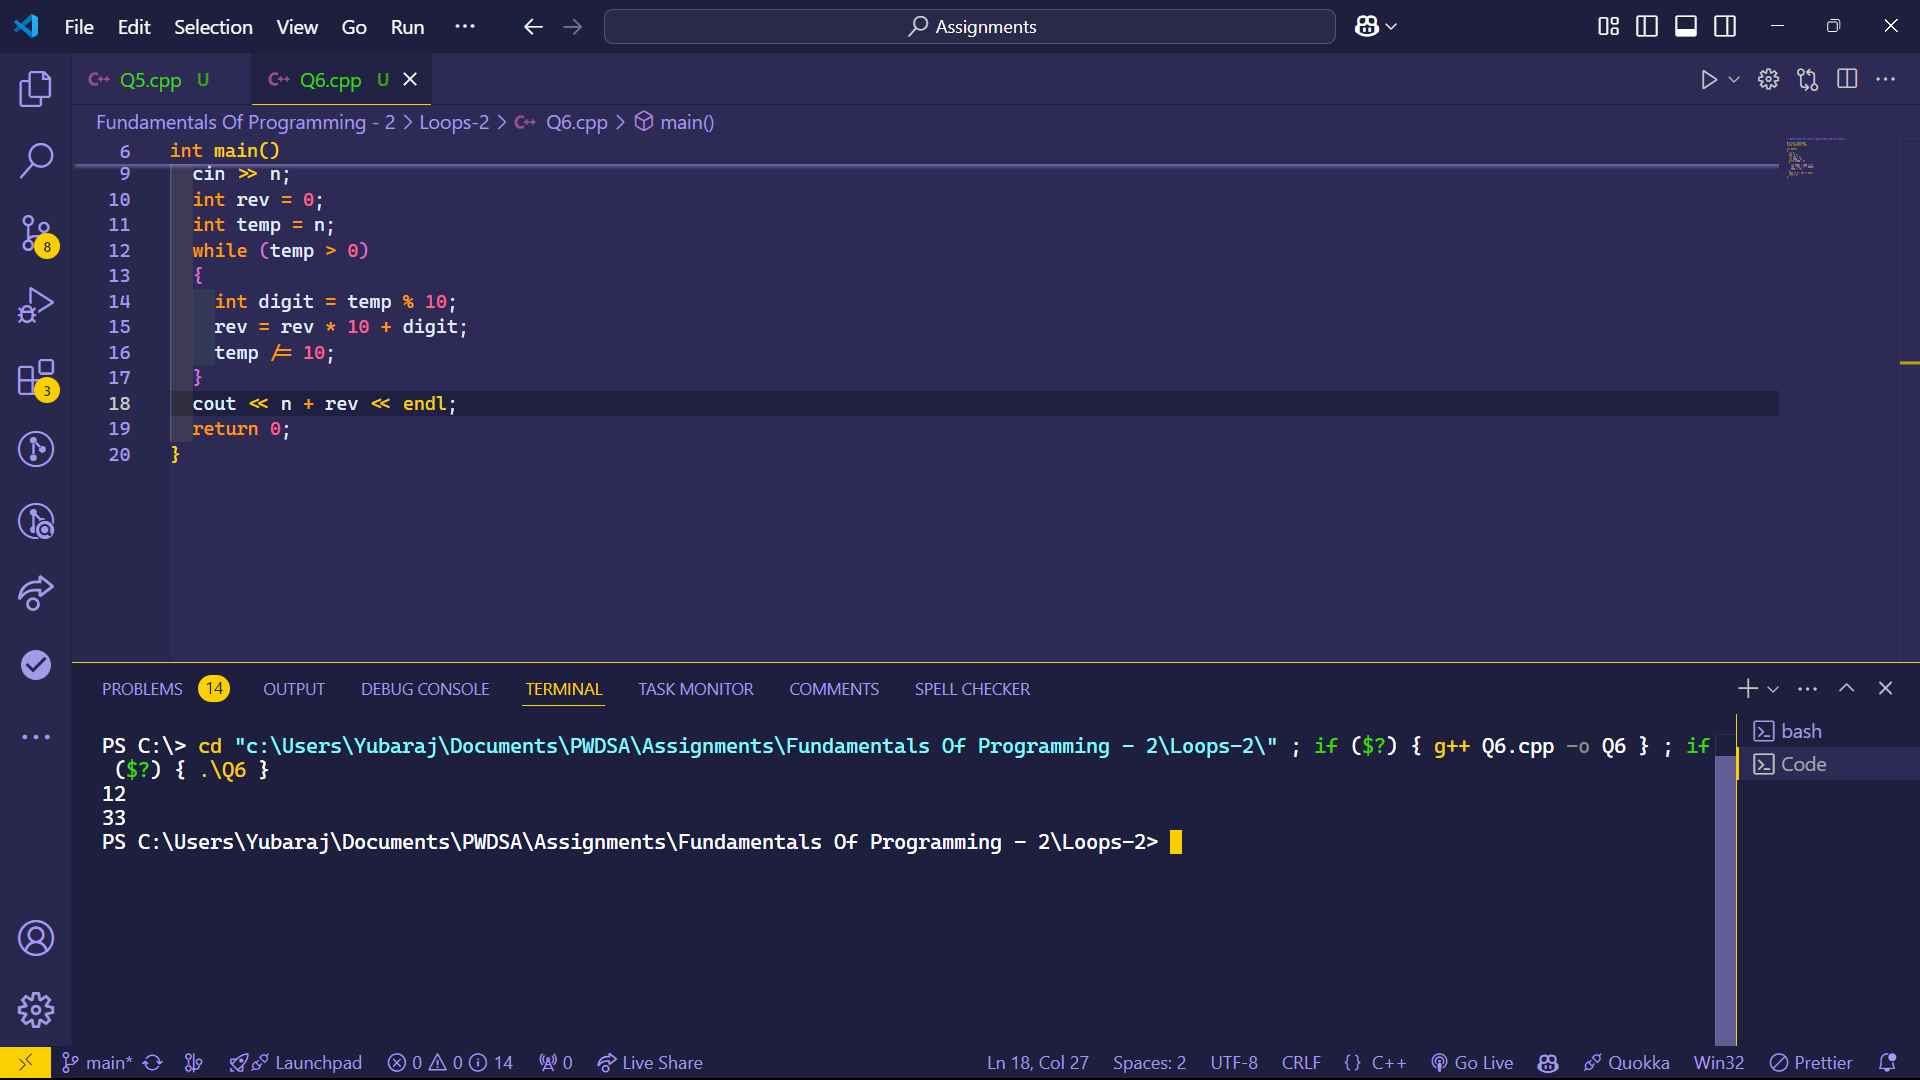 File Edit Selection View Go Run ··· Assignments
C++ Q5.cpp U C++ Q6.cpp U
Fundamentals Of Programming - 2 > Loops-2 > C++ Q6.cpp > main()
6 int main()
9 cin >> n;
10 int rev = 0;
11 int temp = n;
12 while (temp > 0)
13 {
14 int digit = temp % 10;
15 rev = rev * 10 + digit;
16 temp /= 10;
17 }
18 cout << n + rev << endl;
19 return 0;
20 }
8
3
PROBLEMS 14 OUTPUT DEBUG CONSOLE TERMINAL TASK MONITOR COMMENTS SPELL CHECKER
PS C:\> cd "c:\Users\Yubaraj\Documents\PWDSA\Assignments\Fundamentals Of Programming - 2\Loops-2\" ; if ($?) { g++ Q6.cpp -o Q6 } ; if
($?) { .\Q6 }
12
33
PS C:\Users\Yubaraj\Documents\PWDSA\Assignments\Fundamentals Of Programming - 2\Loops-2>
bash
Code
main* Launchpad 0 0 14 0 Live Share Ln 18, Col 27 Spaces: 2 UTF-8 CRLF {} C++ Go Live Quokka Win32 Prettier